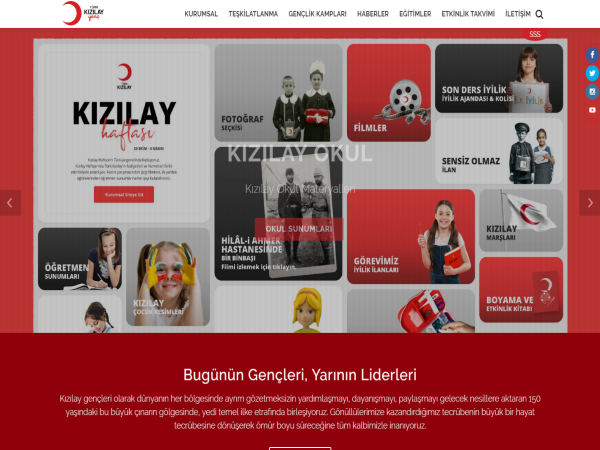 TÜRK
KIZILAY
genç
KURUMSAL TEŞKİLATLANMA GENÇLİK KAMPLARI HABERLER EĞİTİMLER ETKİNLİK TAKVİMİ İLETİŞİM
SSS
KIZILAY
KIZILAY
haftası
Kurumsal Siteye Git
FOTOĞRAF
SEÇKİSİ
FİLMLER
SON DERS İYİLİK
İYİLİK AJANDASI & KOLİSİ
İYİLİK
SENSİZ OLMAZ
İLAN
KIZILAY OKUL
Kızılay Okul Materyalleri
OKUL SUNUMLARI
HİLÂL-İ AHMER
HASTANESİNDE
BİR BİNBAŞI
Filmi izlemek için tıklayın.
KIZILAY
MARŞLARI
ÖĞRETMEN
SUNUMLARI
KIZILAY
ÇOCUK RESİMLERİ
GÖREVİMİZ
İYİLİK İLANLARI
BOYAMA VE
ETKİNLİK KİTABI
Bugünün Gençleri, Yarının Liderleri
Kızılay gençleri olarak dünyanın her bölgesinde ayrım gözetmeksizin yardımlaşmayı, dayanışmayı, paylaşmayı gelecek nesillere aktaran 150
yaşındaki bu büyük çınarın gölgesinde, yedi temel ilke etrafında birleşiyoruz. Gönüllülerimize kazandırdığımız tecrübenin büyük bir hayat
tecrübesine dönüşerek ömür boyu süreceğine tüm kalbimizle inanıyoruz.